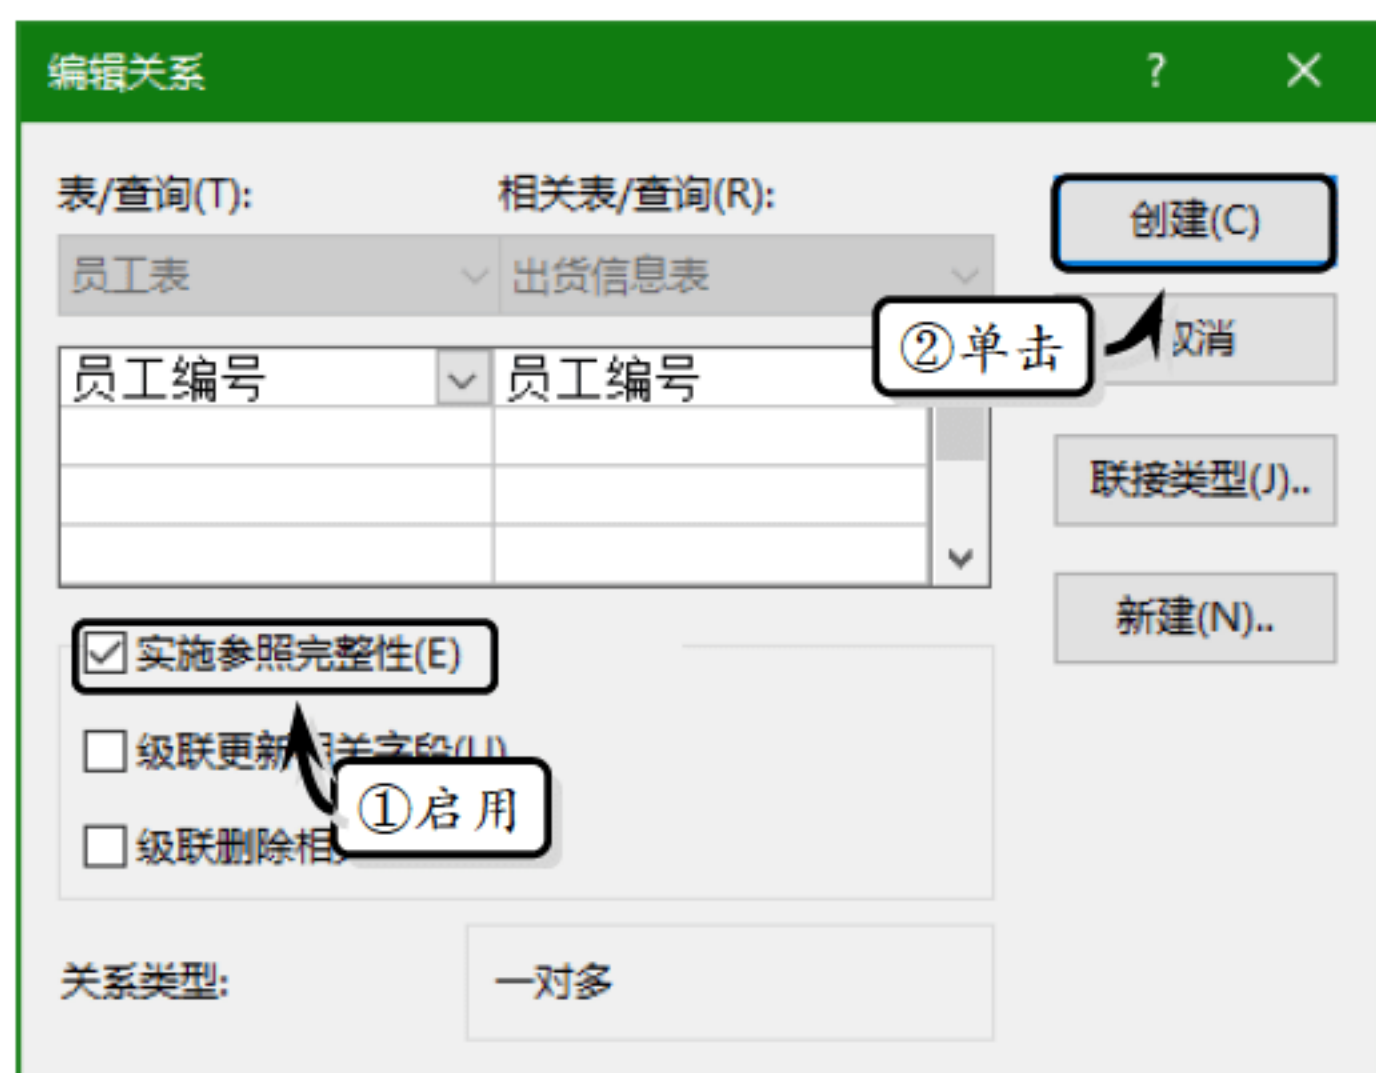 编辑关系
?
表/查询(T):
相关表/查询(R):
创建(C)
员工表
出货信息表
②单击
消
员工编号
员工编号
联接类型(J)..
新建(N)..
实施参照完整性(E)
级联更新 关字段(U)
①启用
级联删除相
关系类型:
一对多